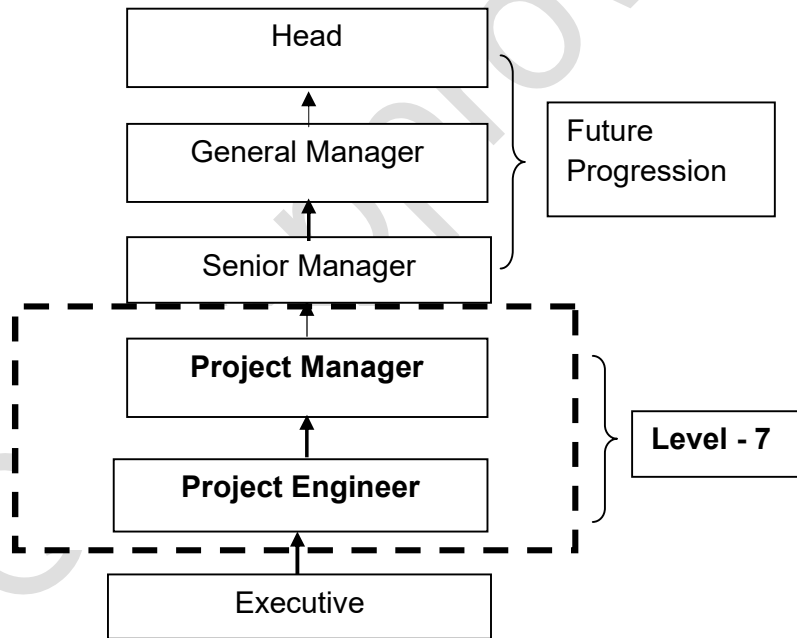 Head
General Manager
Future
Progression
Senior Manager
Project Manager
Level - 7
Project Engineer
Executive